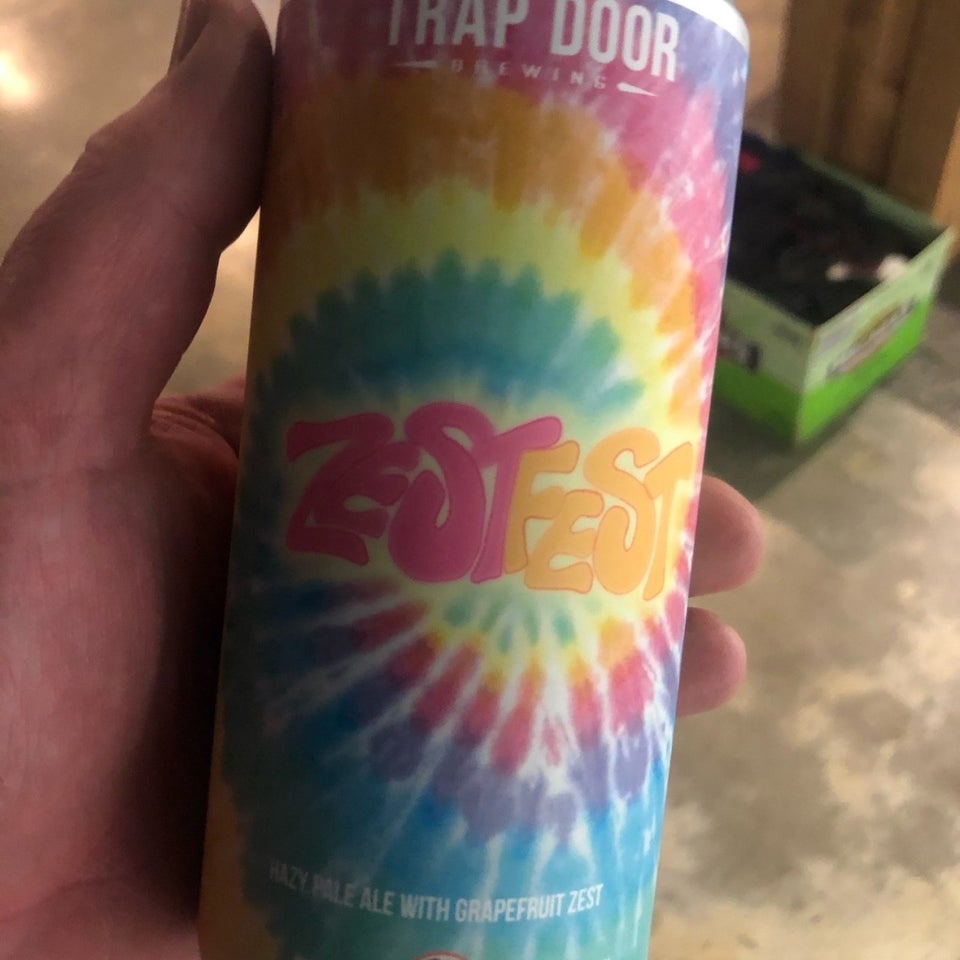 TRAP DOOR
BREWING
ZESTFEST
HAZY PALE ALE WITH GRAPEFRUIT ZEST